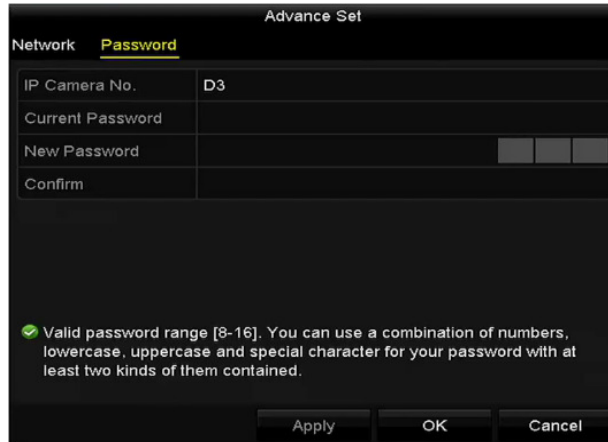 Advance Set
Network Password
IP Camera No. D3
Current Password
New Password
Confirm
Valid password range [8-16]. You can use a combination of numbers,
lowercase, uppercase and special character for your password with at
least two kinds of them contained.
Apply OK Cancel